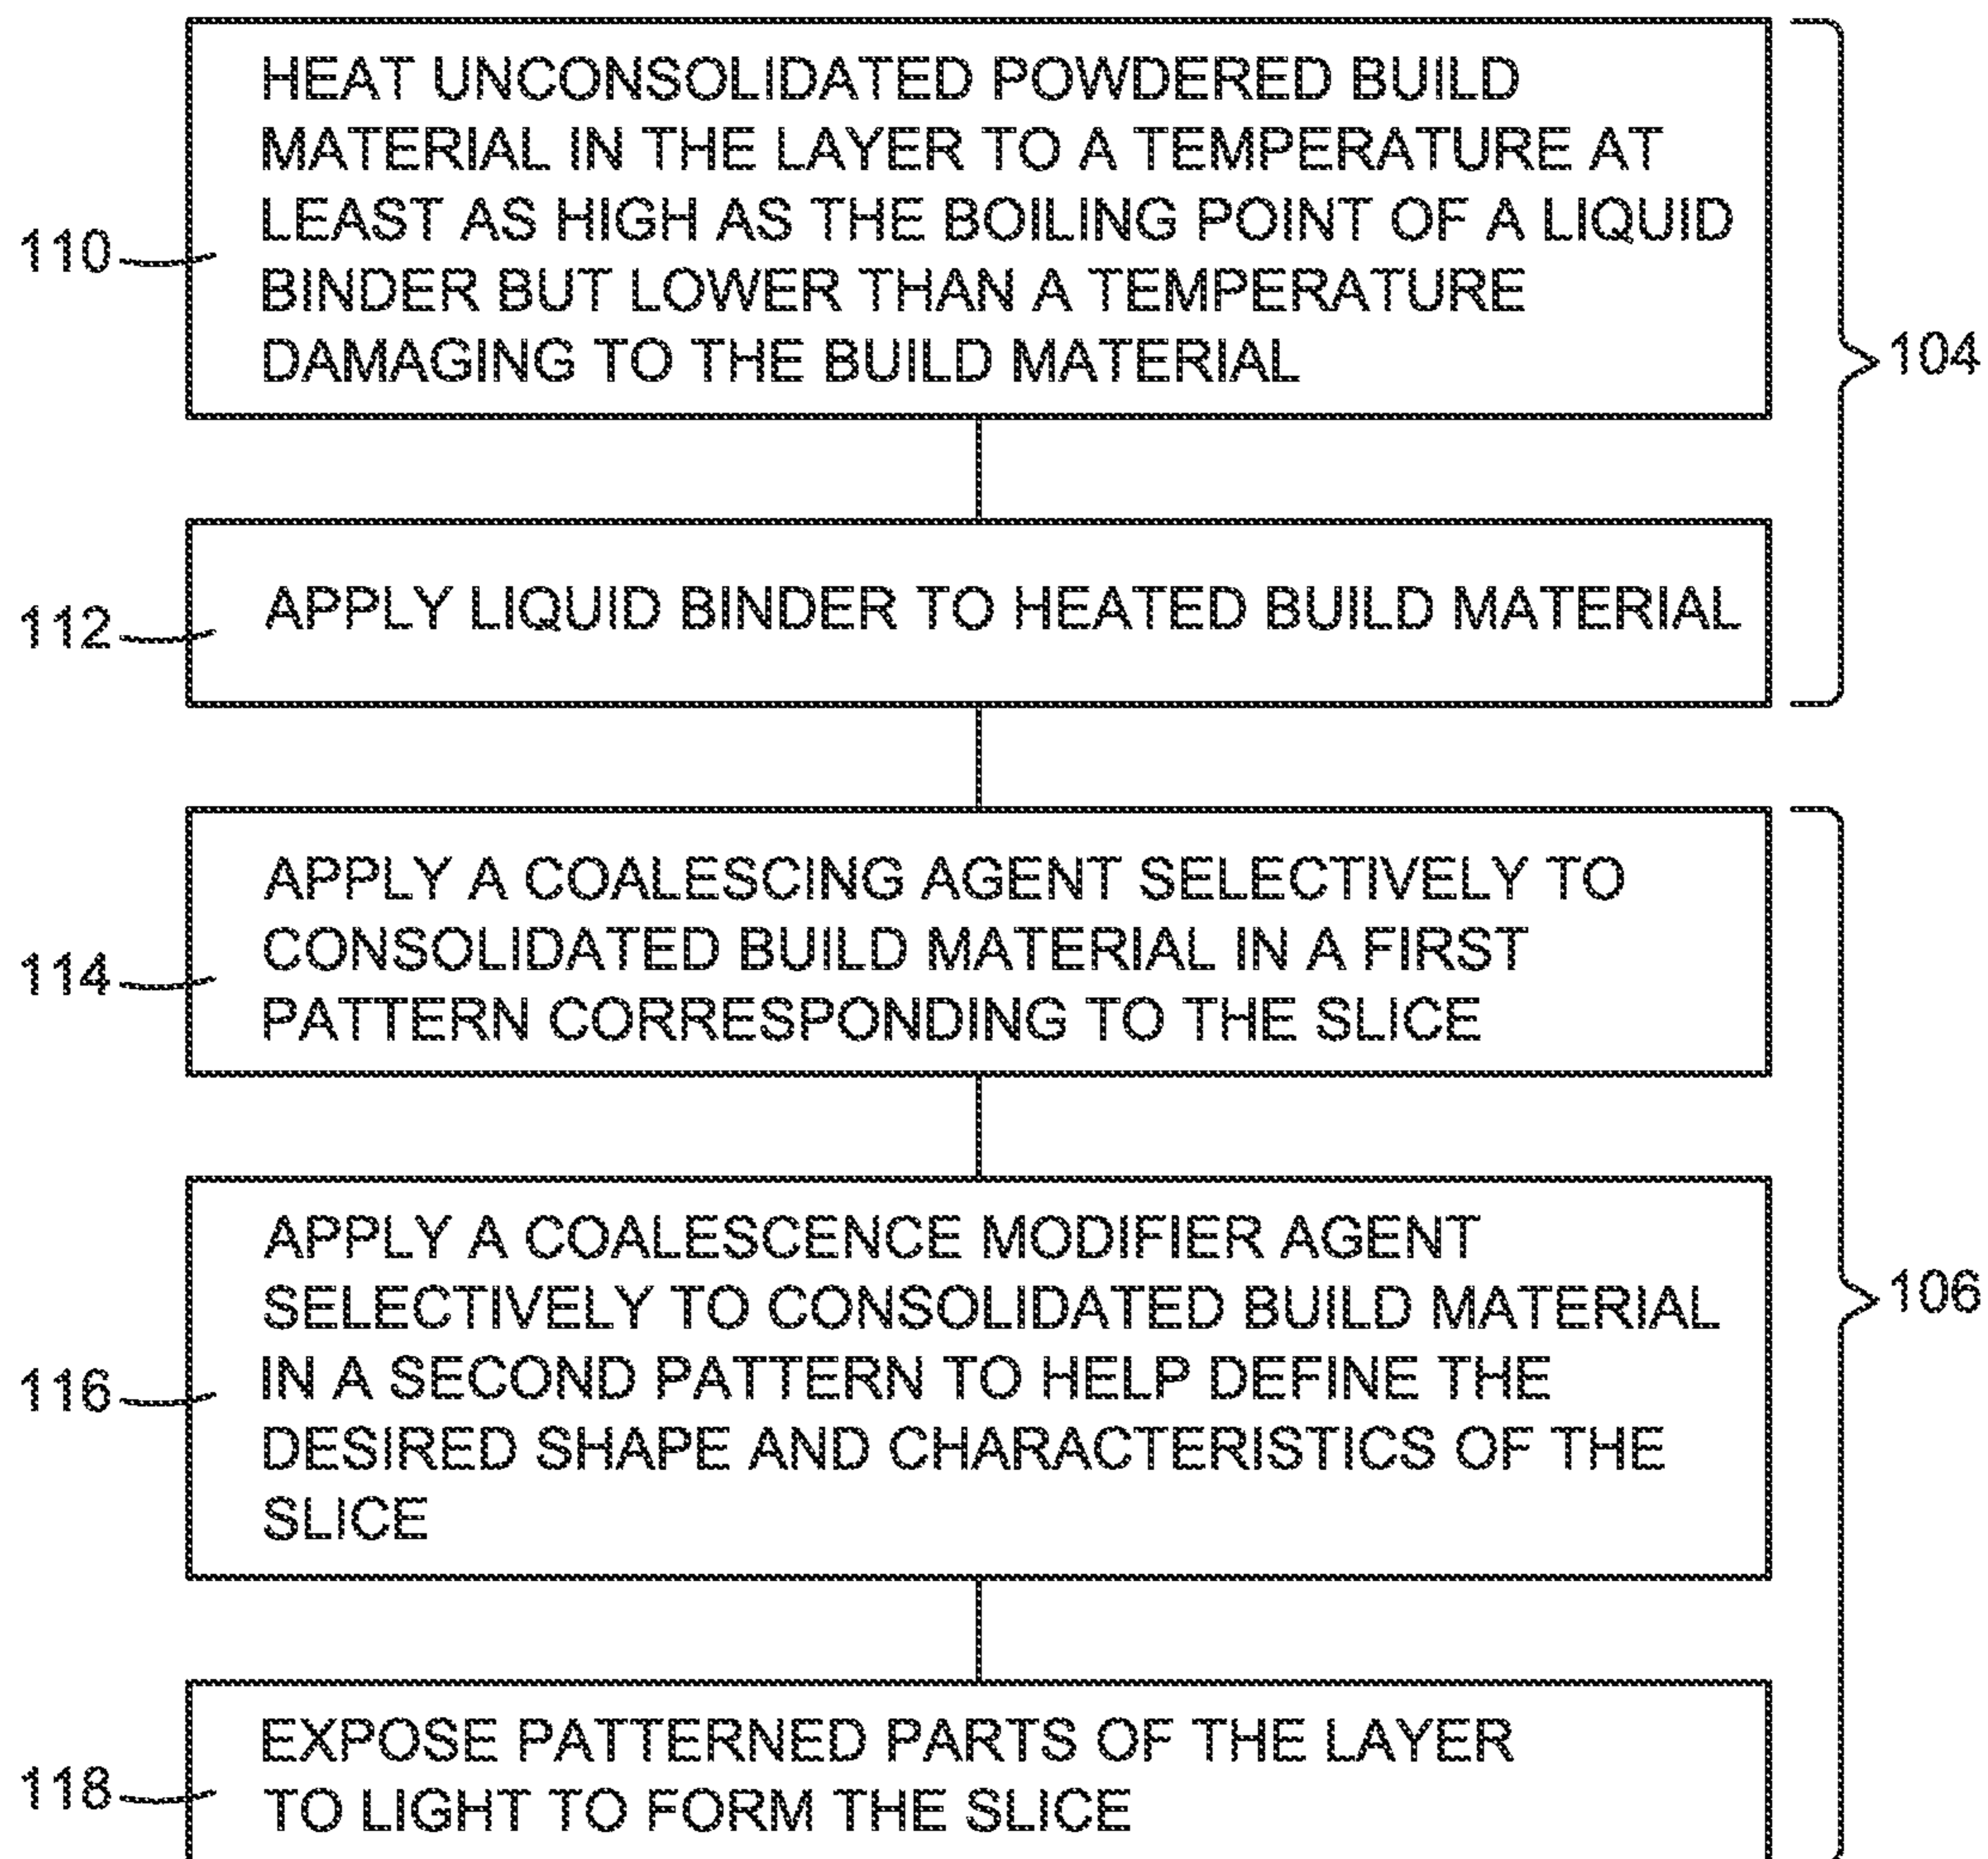 HEAT UNCONSOLIDATED POWDERED BUILD
MATERIAL IN THE LAYER TO A TEMPERATURE AT
LEAST AS HIGH AS THE BOILING POINT OF A LIQUID
BINDER BUT LOWER THAN A TEMPERATURE
DAMAGING TO THE BUILD MATERIAL
110
104
APPLY LIQUID BINDER TO HEATED BUILD MATERIAL
112
APPLY A COALESCING AGENT SELECTIVELY TO
CONSOLIDATED BUILD MATERIAL IN A FIRST
PATTERN CORRESPONDING TO THE SLICE
114
APPLY A COALESCENCE MODIFIER AGENT
SELECTIVELY TO CONSOLIDATED BUILD MATERIAL
IN A SECOND PATTERN TO HELP DEFINE THE
DESIRED SHAPE AND CHARACTERISTICS OF THE
SLICE
116
106
EXPOSE PATTERNED PARTS OF THE LAYER
TO LIGHT TO FORM THE SLICE
118